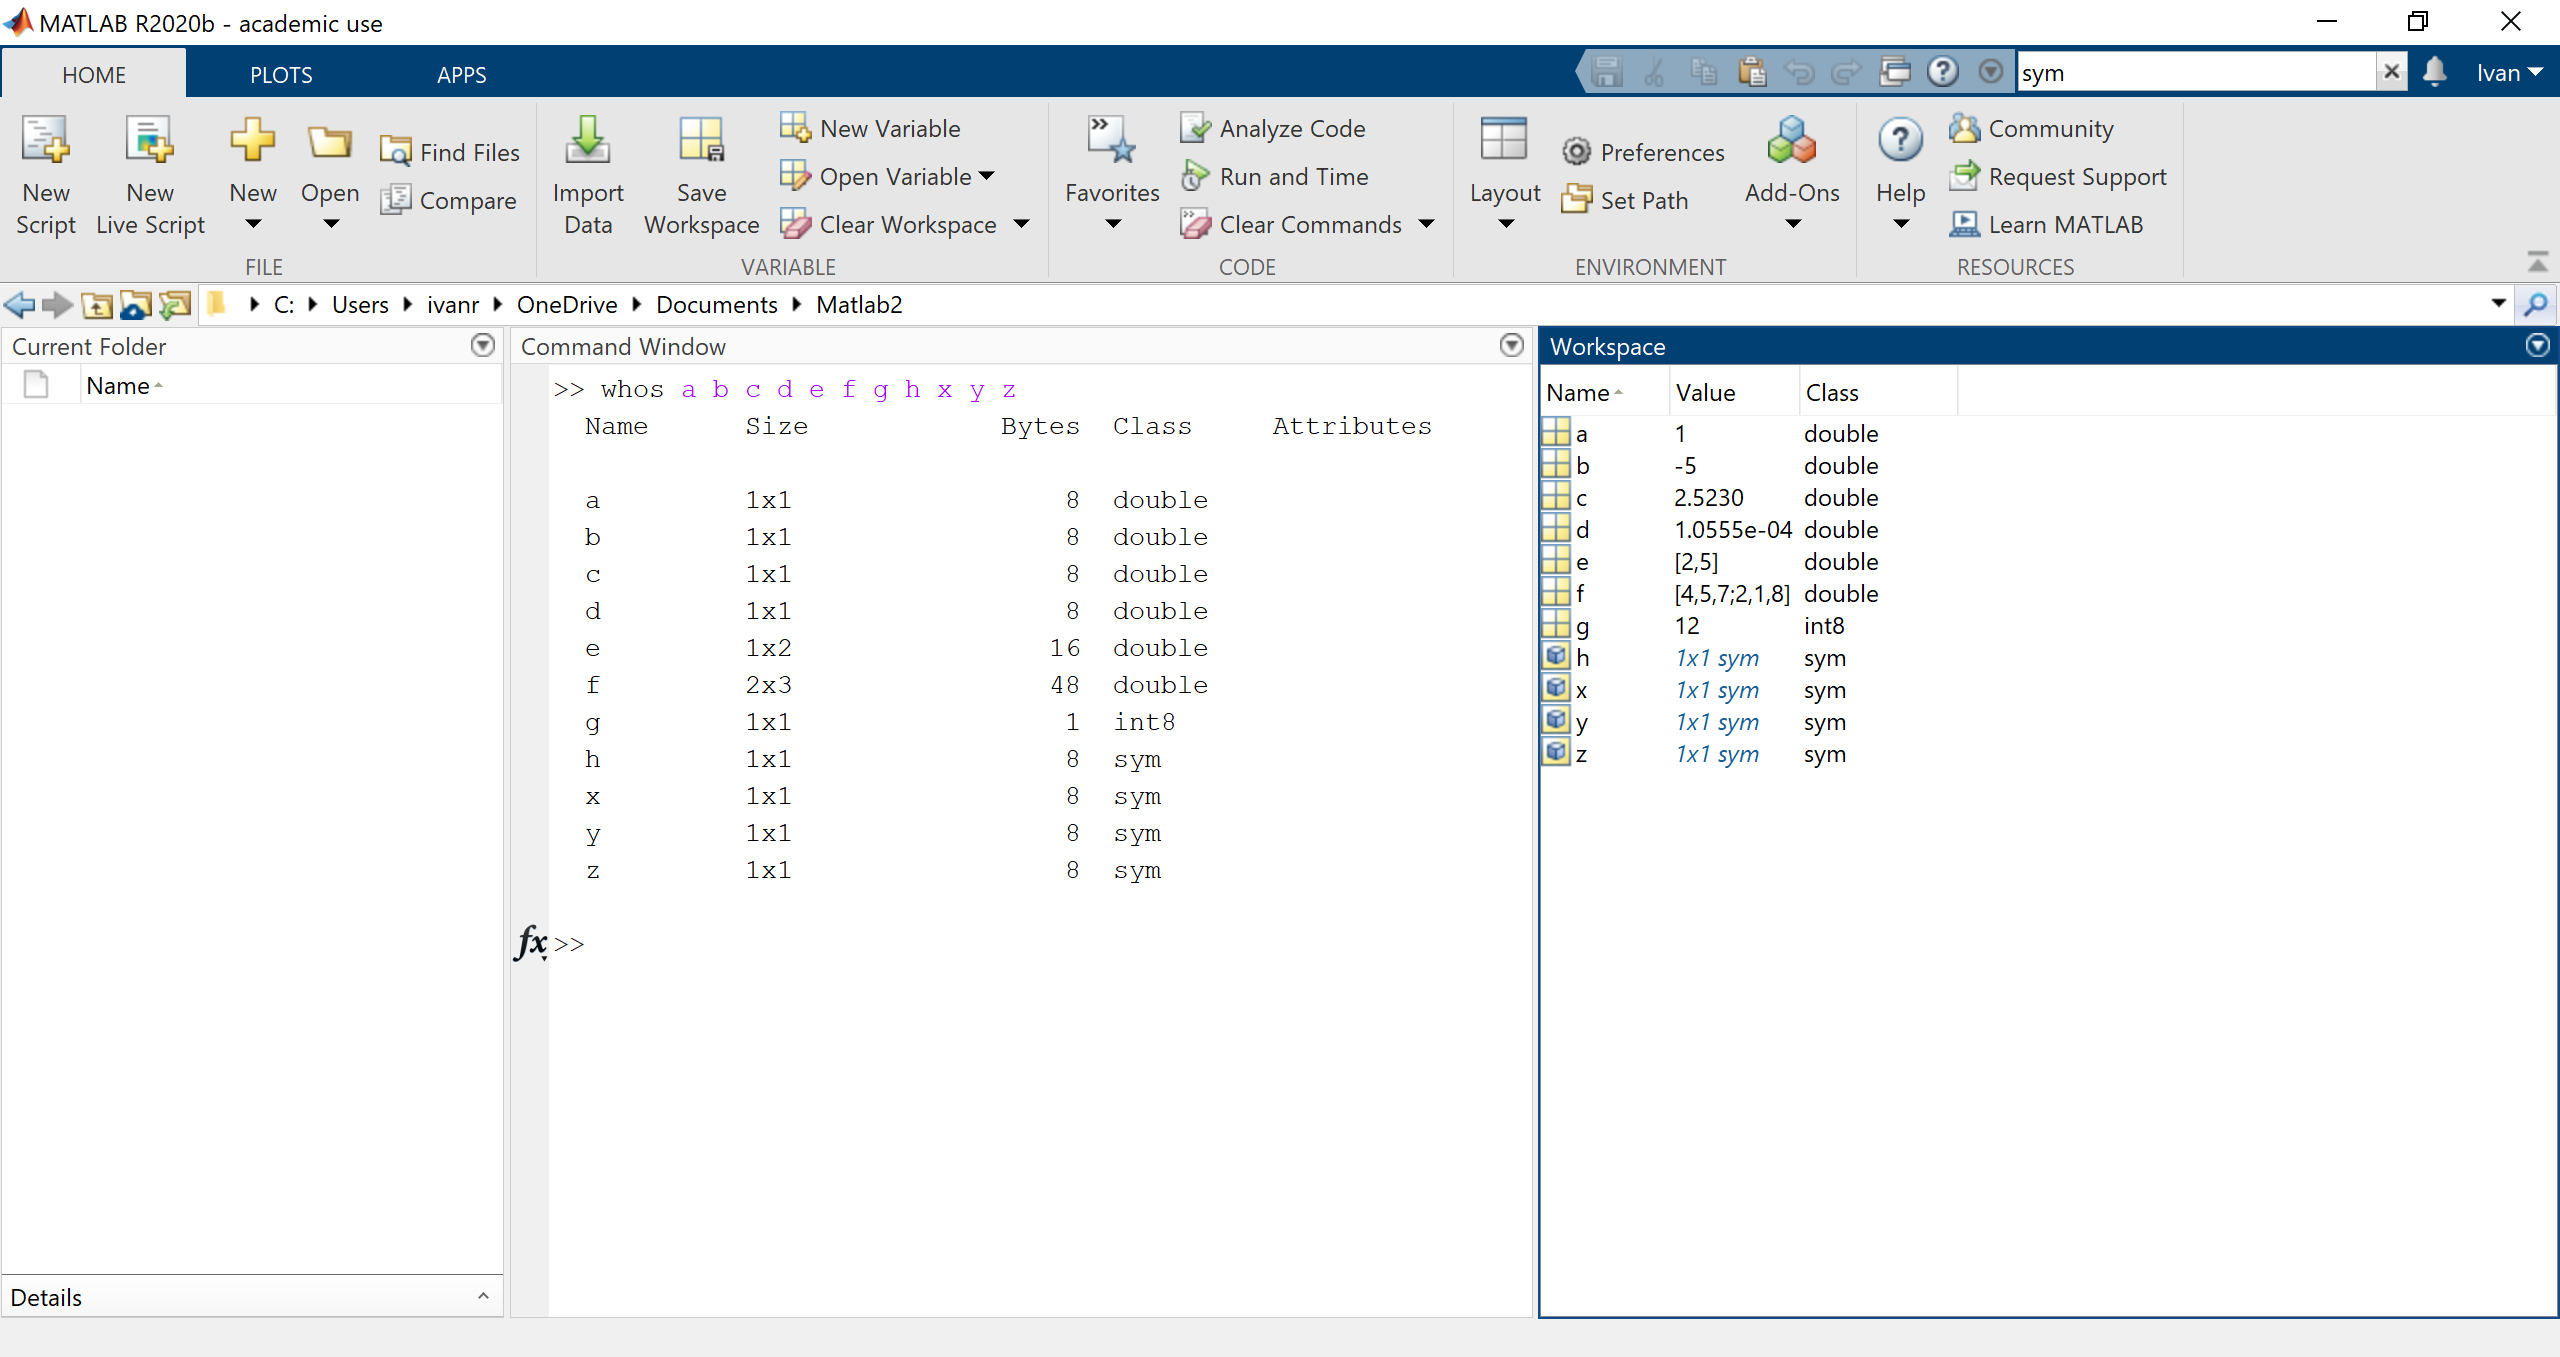 MATLAB R2020b - academic use
HOME PLOTS APPS sym Ivan
New Script
New Live Script
New
Open
Find Files
Compare
FILE
Import Data
Save Workspace
New Variable
Open Variable
Clear Workspace
VARIABLE
Favorites
Analyze Code
Run and Time
Clear Commands
CODE
Layout
Preferences
Set Path
Add-Ons
ENVIRONMENT
Help
Community
Request Support
Learn MATLAB
RESOURCES
C: Users ivanr OneDrive Documents Matlab2
Current Folder
Name
Details
Command Window
>> whos a b c d e f g h x y z
Name Size Bytes Class Attributes
a 1x1 8 double
b 1x1 8 double
c 1x1 8 double
d 1x1 8 double
e 1x2 16 double
f 2x3 48 double
g 1x1 1 int8
h 1x1 8 sym
x 1x1 8 sym
y 1x1 8 sym
z 1x1 8 sym
fx >>
Workspace
Name Value Class
a 1 double
b -5 double
c 2.5230 double
d 1.0555e-04 double
e [2,5] double
f [4,5,7;2,1,8] double
g 12 int8
h 1x1 sym sym
x 1x1 sym sym
y 1x1 sym sym
z 1x1 sym sym